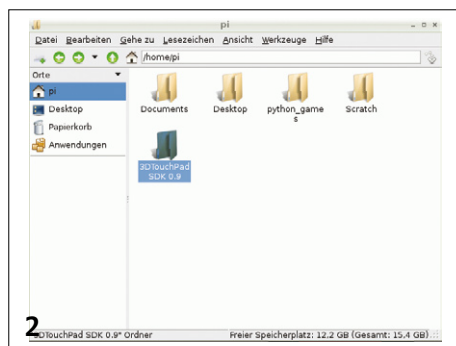 pi
Datei Bearbeiten Gehe zu Lesezeichen Ansicht Werkzeuge Hilfe
/home/pi
Orte
pi
Desktop
Papierkorb
Anwendungen
Documents Desktop python_game Scratch
s
3DTouchPad
SDK 0.9
2
3DTouchPad SDK 0.9" Ordner Freier Speicherplatz: 12,2 GB (Gesamt: 15,4 GB)